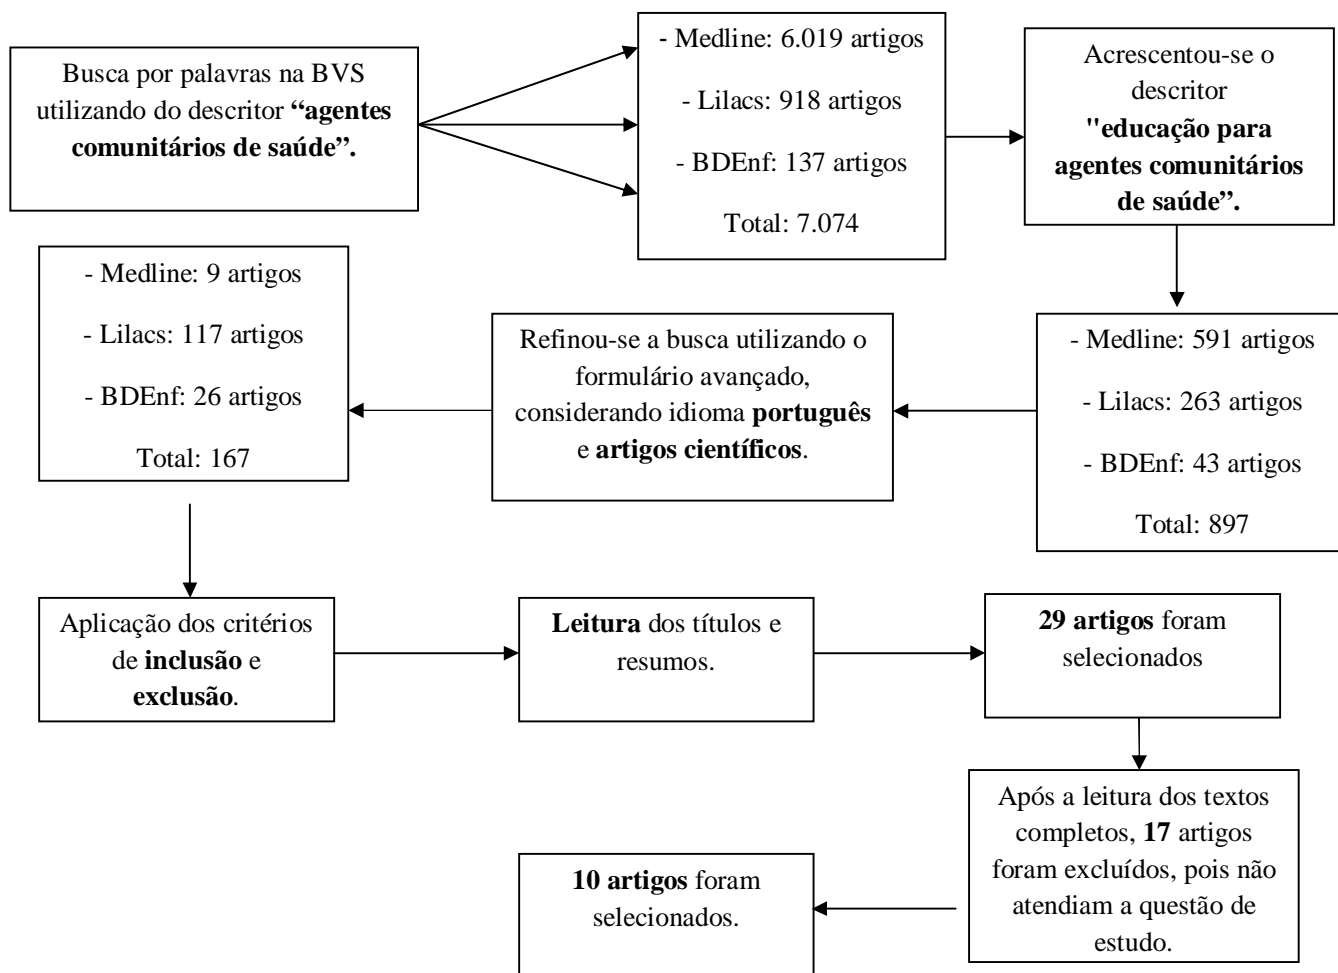 Busca por palavras na BVS
utilizando do descritor “agentes
comunitários de saúde”.
- Medline: 6.019 artigos
- Lilacs: 918 artigos
- BDEnf: 137 artigos
Total: 7.074
Acrescentou-se o
descritor
"educação para
agentes comunitários
de saúde”.
- Medline: 591 artigos
- Lilacs: 263 artigos
- BDEnf: 43 artigos
Total: 897
Refinou-se a busca utilizando o
formulário avançado,
considerando idioma português
e artigos científicos.
- Medline: 9 artigos
- Lilacs: 117 artigos
- BDEnf: 26 artigos
Total: 167
Aplicação dos critérios
de inclusão e
exclusão.
Leitura dos títulos e
resumos.
29 artigos foram
selecionados
Após a leitura dos textos
completos, 17 artigos
foram excluídos, pois não
atendiam a questão de
estudo.
10 artigos foram
selecionados.